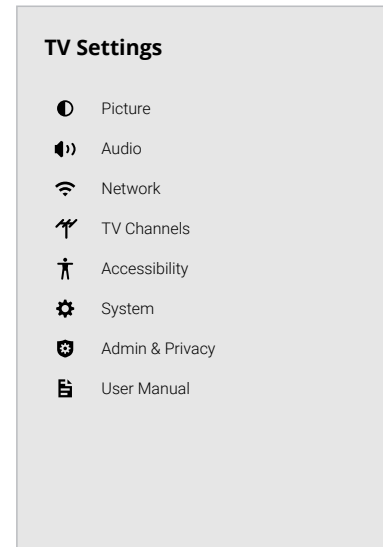 TV Settings
Picture
Audio
Network
TV Channels
Accessibility
System
Admin & Privacy
User Manual